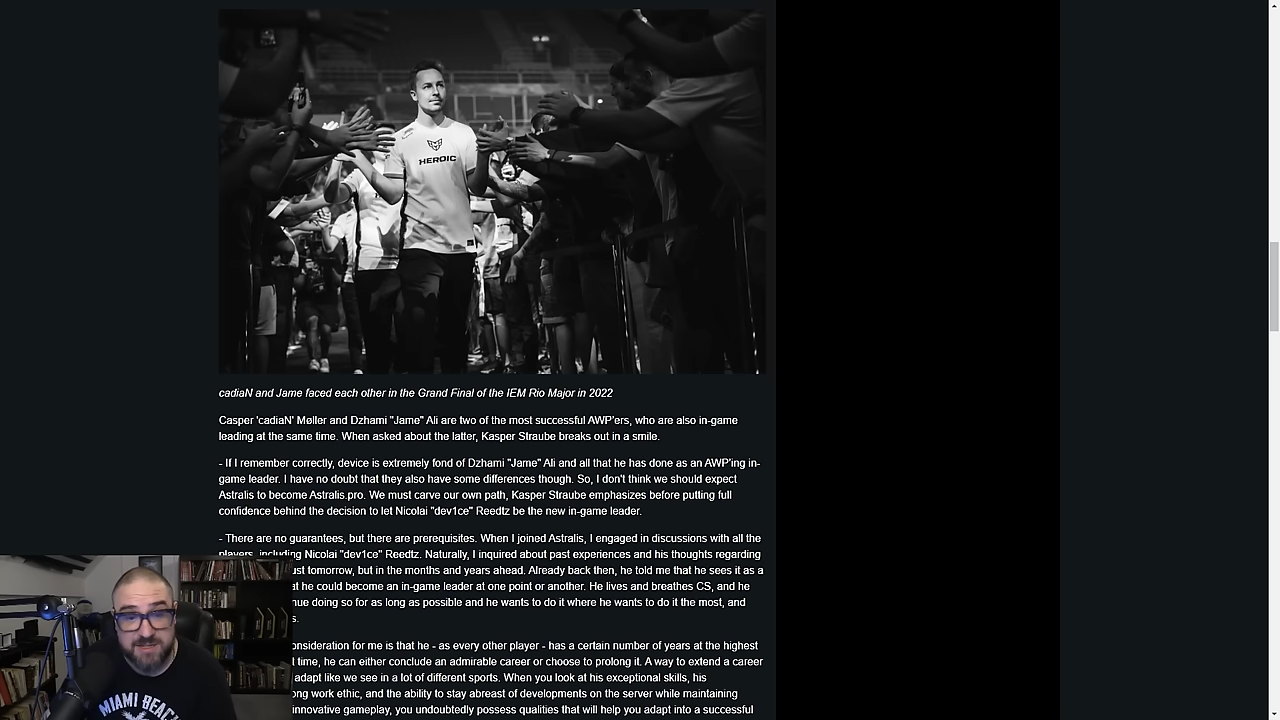 HEROIC
cadiaN and Jame faced each other in the Grand Final of the IEM Rio Major in 2022
Casper 'cadiaN' Møller and Dzhami "Jame" Ali are two of the most successful AWP'ers, who are also in-game
leading at the same time. When asked about the latter, Kasper Straube breaks out in a smile.
- If I remember correctly, device is extremely fond of Dzhami "Jame" Ali and all that he has done as an AWP'ing in-
game leader. I have no doubt that they also have some differences though. So, I don't think we should expect
Astralis to become Astralis.pro. We must carve our own path, Kasper Straube emphasizes before putting full
confidence behind the decision to let Nicolai "dev1ce" Reedtz be the new in-game leader.
- There are no guarantees, but there are prerequisites. When I joined Astralis, I engaged in discussions with all the
players, including Nicolai "dev1ce" Reedtz. Naturally, I inquired about past experiences and his thoughts regarding
ust tomorrow, but in the months and years ahead. Already back then, he told me that he sees it as a
at he could become an in-game leader at one point or another. He lives and breathes CS, and he
nue doing so for as long as possible and he wants to do it where he wants to do it the most, and
s.
onsideration for me is that he - as every other player - has a certain number of years at the highest
t time, he can either conclude an admirable career or choose to prolong it. A way to extend a career
adapt like we see in a lot of different sports. When you look at his exceptional skills, his
ong work ethic, and the ability to stay abreast of developments on the server while maintaining
innovative gameplay, you undoubtedly possess qualities that will help you adapt into a successful
MIAMI BEACH